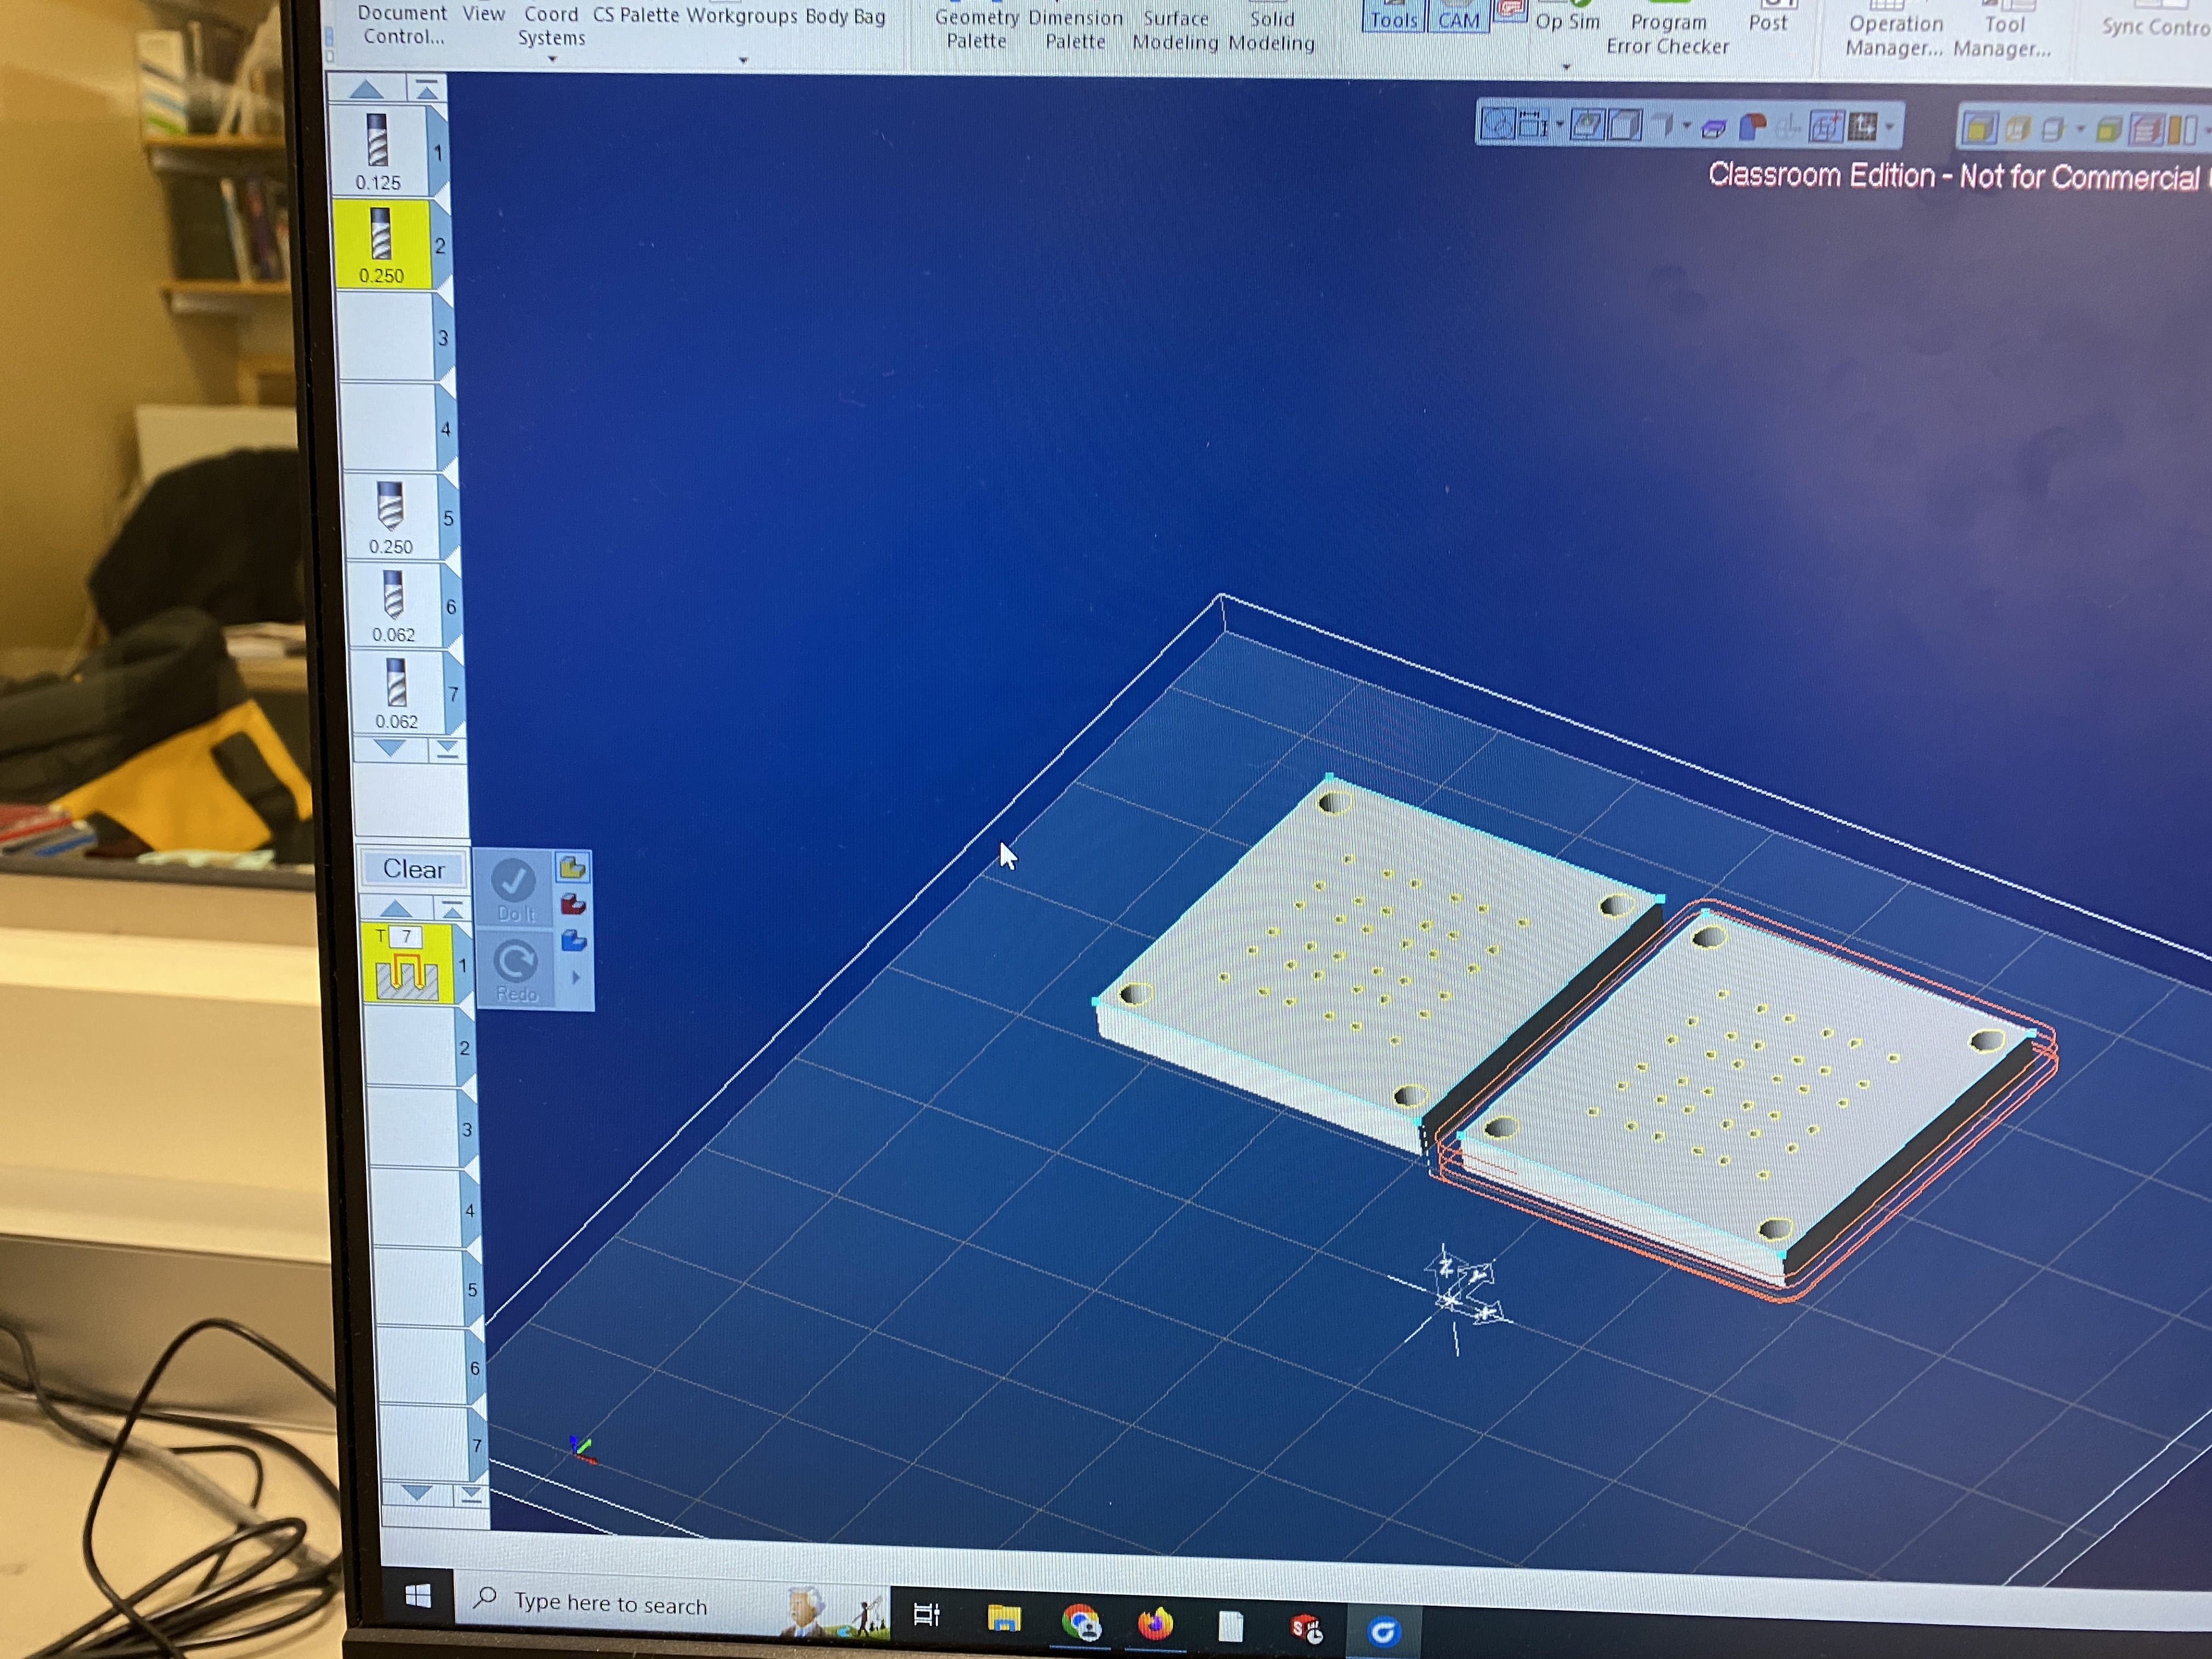 Document Control... View Coord Systems CS Palette Workgroups Body Bag Geometry Palette Dimension Palette Surface Modeling Solid Modeling Tools CAM Op Sim Program Error Checker Post Operation Manager... Tool Manager... Sync Contro
Classroom Edition - Not for Commercial
1
0.125
2
0.250
3
4
5
0.250
6
0.062
7
0.062
Clear
Do It
Redo
T 7
1
2
3
4
5
6
7
Z
Type here to search